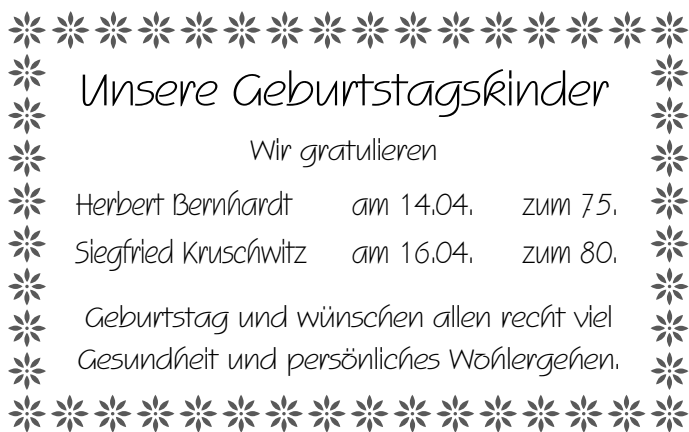 Unsere Geburtstagskinder
Wir gratulieren
Herbert Bernhardt am 14.04. zum 75.
Siegfried Kruschwitz am 16.04. zum 80.
Geburtstag und wünschen allen recht viel
Gesundheit und persönliches Wohlergehen.